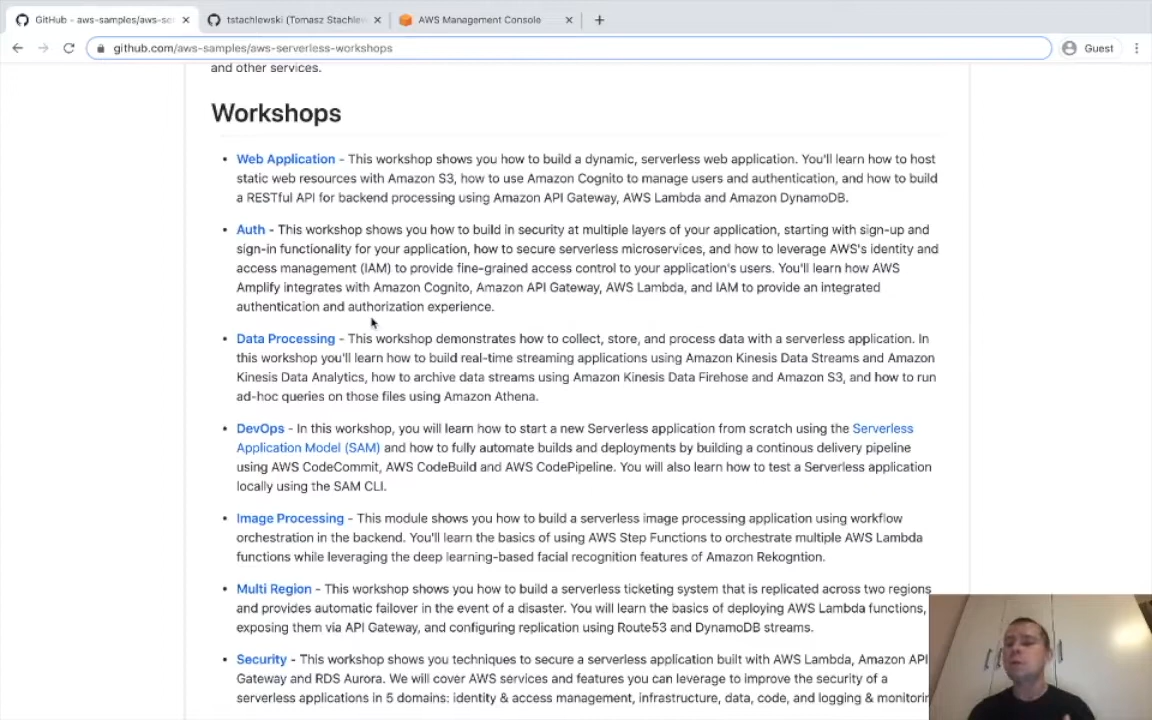 GitHub - aws-samples/aws-se
tstachlewski (Tomasz Stachle
AWS Management Console
github.com/aws-samples/aws-serverless-workshops
Guest
and other services.
Workshops
• Web Application - This workshop shows you how to build a dynamic, serverless web application. You'll learn how to host
static web resources with Amazon S3, how to use Amazon Cognito to manage users and authentication, and how to build
a RESTful API for backend processing using Amazon API Gateway, AWS Lambda and Amazon DynamoDB.
• Auth - This workshop shows you how to build in security at multiple layers of your application, starting with sign-up and
sign-in functionality for your application, how to secure serverless microservices, and how to leverage AWS's identity and
access management (IAM) to provide fine-grained access control to your application's users. You'll learn how AWS
Amplify integrates with Amazon Cognito, Amazon API Gateway, AWS Lambda, and IAM to provide an integrated
authentication and authorization experience.
• Data Processing - This workshop demonstrates how to collect, store, and process data with a serverless application. In
this workshop you'll learn how to build real-time streaming applications using Amazon Kinesis Data Streams and Amazon
Kinesis Data Analytics, how to archive data streams using Amazon Kinesis Data Firehose and Amazon S3, and how to run
ad-hoc queries on those files using Amazon Athena.
• DevOps - In this workshop, you will learn how to start a new Serverless application from scratch using the Serverless
Application Model (SAM) and how to fully automate builds and deployments by building a continous delivery pipeline
using AWS CodeCommit, AWS CodeBuild and AWS CodePipeline. You will also learn how to test a Serverless application
locally using the SAM CLI.
• Image Processing - This module shows you how to build a serverless image processing application using workflow
orchestration in the backend. You'll learn the basics of using AWS Step Functions to orchestrate multiple AWS Lambda
functions while leveraging the deep learning-based facial recognition features of Amazon Rekogntion.
• Multi Region - This workshop shows you how to build a serverless ticketing system that is replicated across two regions
and provides automatic failover in the event of a disaster. You will learn the basics of deploying AWS Lambda functions,
exposing them via API Gateway, and configuring replication using Route53 and DynamoDB streams.
• Security - This workshop shows you techniques to secure a serverless application built with AWS Lambda, Amazon API
Gateway and RDS Aurora. We will cover AWS services and features you can leverage to improve the security of a
serverless applications in 5 domains: identity & access management, infrastructure, data, code, and logging & monitorin